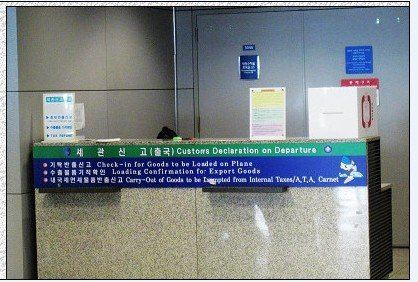 세관신고(출국) Customs Declaration on Departure
기탁반출신고 Check-in for Goods to be Loaded on Plane
수출물품기적확인 Loading Confirmation for Export Goods
내국세면세물품반출신고 Carry-Out of Goods to be Exempted from Internal Taxes/A,T,A, Carnet